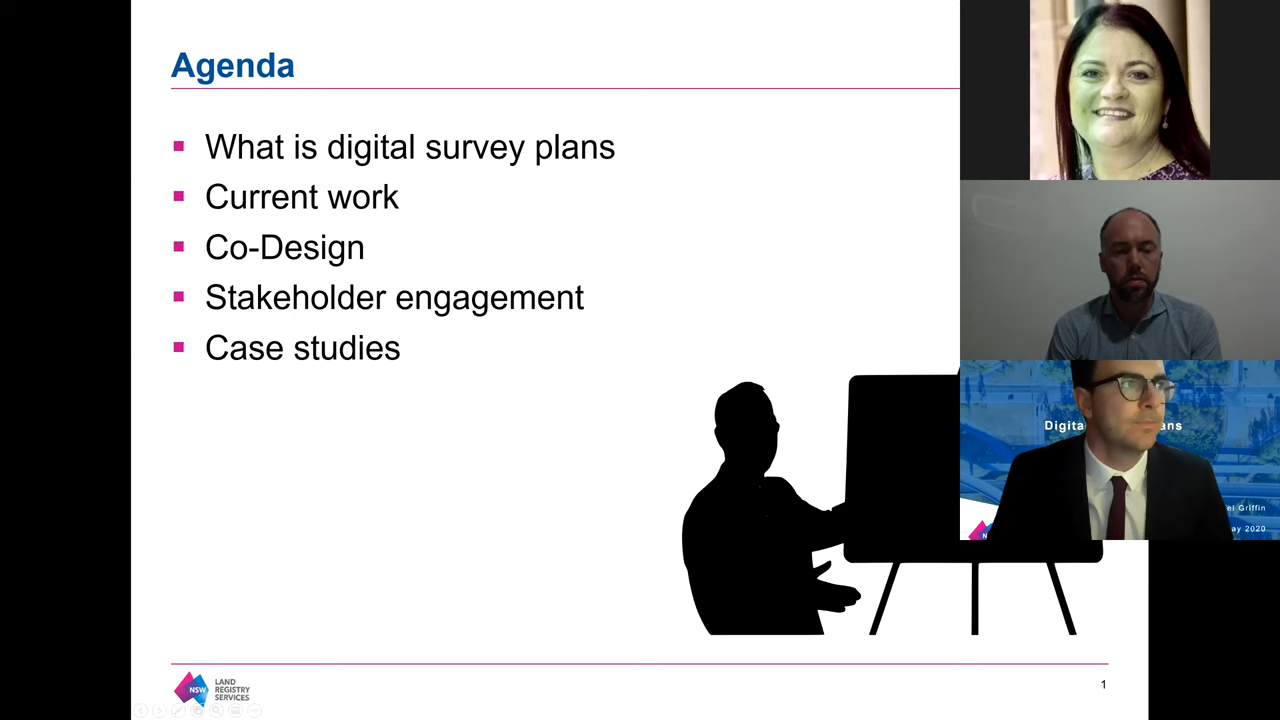 Agenda
What is digital survey plans
Current work
Co-Design
Stakeholder engagement
Case studies
Digita
ans
el Griffin
ay 2020
NSW
LAND
REGISTRY
SERVICES
1